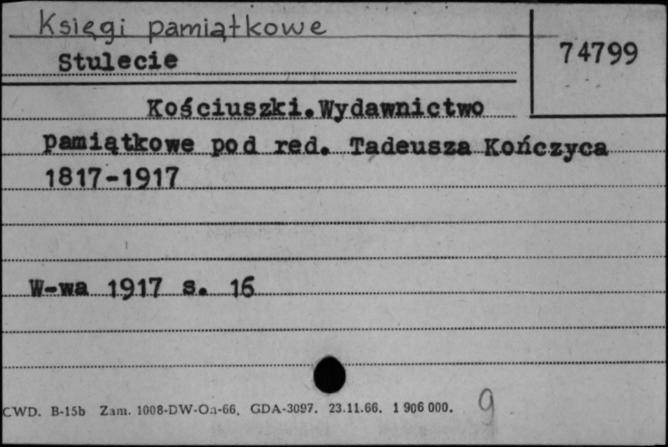 Księgi pamiątkowe
Stulecie
74799
Kościuszki.Wydawnictwo
pamiątkowe pod red. Tadeusza Kończyca
1817-1917
W-wa 1917 s. 16
CWD. B-15b Zam. 1008-DW-On-66. GDA-3097. 23.11.66. 1 906 000.
9